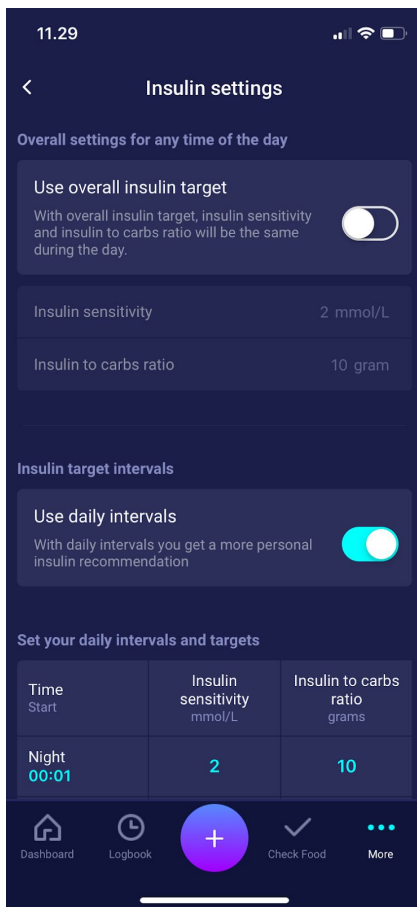 11.29
Insulin settings
Overall settings for any time of the day
Use overall insulin target
With overall insulin target, insulin sensitivity
and insulin to carbs ratio will be the same
during the day.
Insulin sensitivity 2 mmol/L
Insulin to carbs ratio 10 gram
Insulin target intervals
Use daily intervals
With daily intervals you get a more personal
insulin recommendation
Set your daily intervals and targets
Time
Start
Insulin
sensitivity
mmol/L
Insulin to carbs
ratio
grams
Night
00:01
2
10
Dashboard
Logbook
Check Food
More